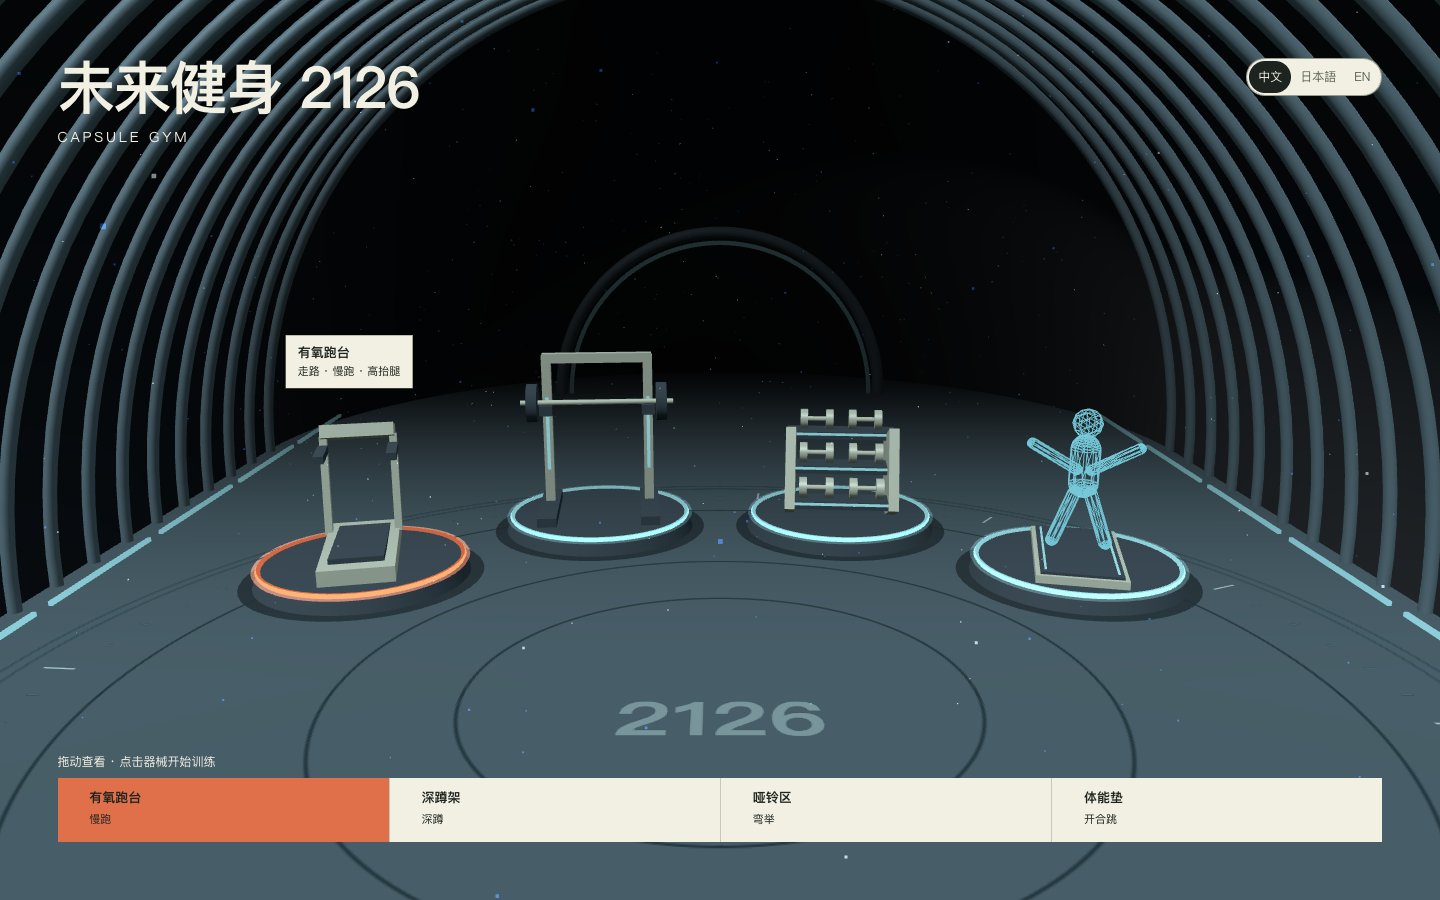 未来健身 2126
CAPSULE GYM
中文 日本語 EN
有氧跑台
走路 · 慢跑 · 高抬腿
2126
拖动查看 · 点击器械开始训练
有氧跑台
慢跑
深蹲架
深蹲
哑铃区
弯举
体能垫
开合跳